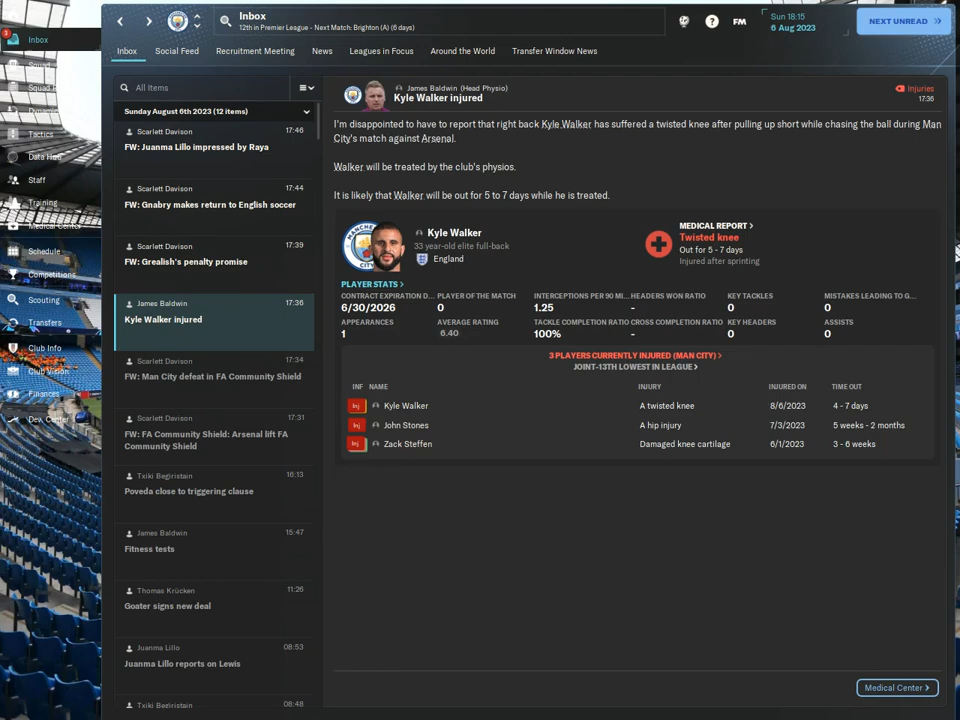 Inbox
12th in Premier League - Next Match: Brighton (A) (6 days)
FM
Sun 18:15
6 Aug 2023
NEXT UNREAD
3
Inbox
Squad
Tactics
Data Hub
Staff
Training
Medical Center
Schedule
Competitions
Scouting
Transfers
Club Info
Club Vision
Finances
Dev. Center
Inbox
Social Feed
Recruitment Meeting
News
Leagues in Focus
Around the World
Transfer Window News
All Items
Sunday August 6th 2023 (12 items)
Scarlett Davison 17:46
FW: Juanma Lillo impressed by Raya
Scarlett Davison 17:44
FW: Gnabry makes return to English soccer
Scarlett Davison 17:39
FW: Grealish's penalty promise
James Baldwin 17:36
Kyle Walker injured
Scarlett Davison 17:34
FW: Man City defeat in FA Community Shield
Scarlett Davison 17:31
FW: FA Community Shield: Arsenal lift FA
Community Shield
Txiki Begiristain 16:13
Poveda close to triggering clause
James Baldwin 15:47
Fitness tests
Thomas Krücken 11:26
Goater signs new deal
Juanma Lillo 08:53
Juanma Lillo reports on Lewis
Txiki Begiristain 08:48
James Baldwin (Head Physio)
Kyle Walker injured
Injuries
17:36
I'm disappointed to have to report that right back Kyle Walker has suffered a twisted knee after pulling up short while chasing the ball during Man
City's match against Arsenal.
Walker will be treated by the club's physios.
It is likely that Walker will be out for 5 to 7 days while he is treated.
Kyle Walker
33 year-old elite full-back
England
MEDICAL REPORT
Twisted knee
Out for 5 - 7 days
Injured after sprinting
PLAYER STATS
CONTRACT EXPIRATION D... PLAYER OF THE MATCH INTERCEPTIONS PER 90 MI... HEADERS WON RATIO KEY TACKLES MISTAKES LEADING TO G...
6/30/2026 0 1.25 - 0 0
APPEARANCES AVERAGE RATING TACKLE COMPLETION RATIO CROSS COMPLETION RATIO KEY HEADERS ASSISTS
1 6.40 100% - 0 0
3 PLAYERS CURRENTLY INJURED (MAN CITY)
JOINT-13TH LOWEST IN LEAGUE
INF NAME INJURY INJURED ON TIME OUT
Inj Kyle Walker A twisted knee 8/6/2023 4 - 7 days
Inj John Stones A hip injury 7/3/2023 5 weeks - 2 months
Inj Zack Steffen Damaged knee cartilage 6/1/2023 3 - 6 weeks
Medical Center